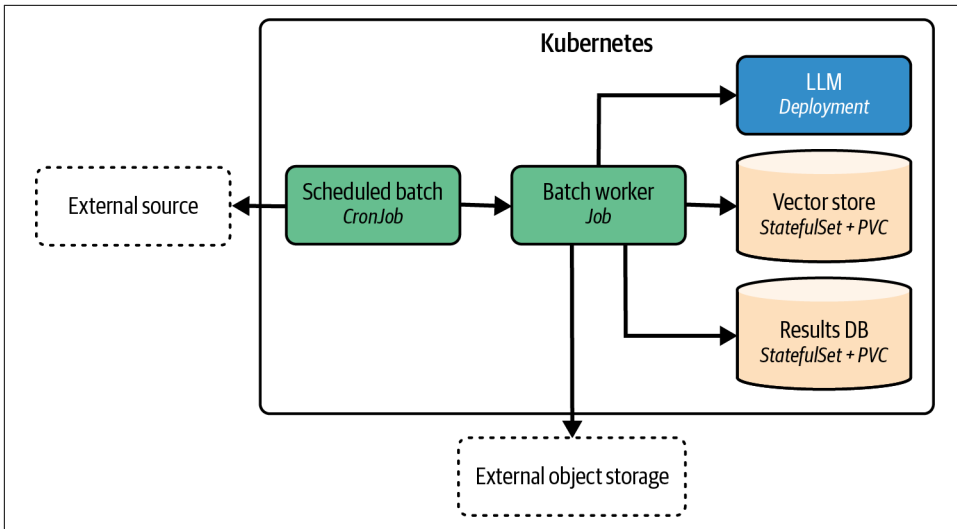 Kubernetes
LLM
Deployment
External source
Scheduled batch
CronJob
Batch worker
Job
Vector store
StatefulSet + PVC
Results DB
StatefulSet + PVC
External object storage